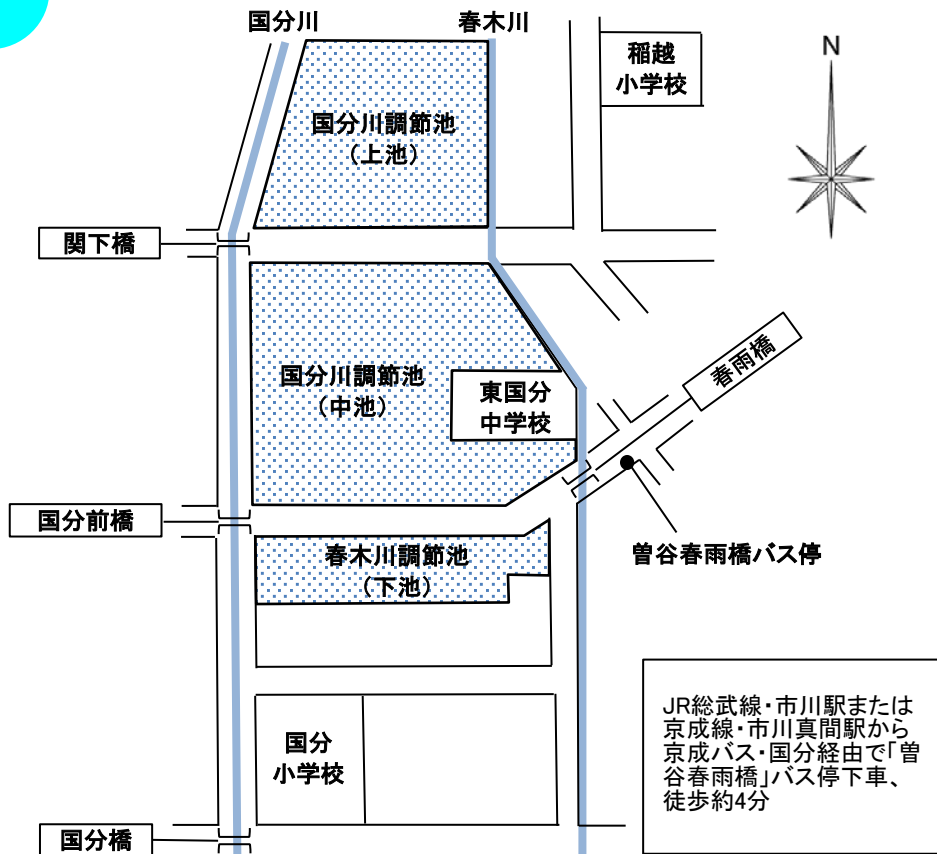 国分川
春木川
N
稲越
小学校
国分川調節池
(上池)
関下橋
春雨橋
国分川調節池
(中池)
東国分
中学校
国分前橋
曽谷春雨橋バス停
春木川調節池
(下池)
国分
小学校
JR総武線・市川駅または
京成線・市川真間駅から
京成バス・国分経由で「曽
谷春雨橋」バス停下車、
徒歩約4分
国分橋